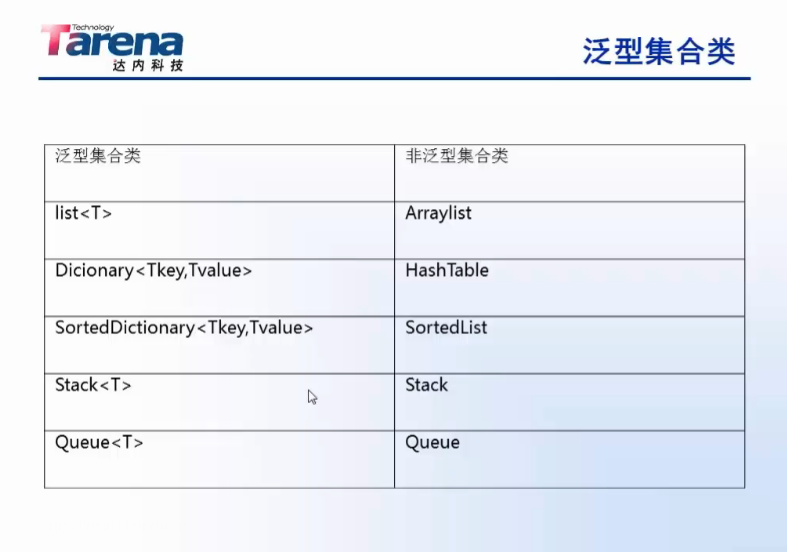 Technology
Tarena
达内科技
泛型集合类
泛型集合类 非泛型集合类
list<T> Arraylist
Dicionary<Tkey,Tvalue> HashTable
SortedDictionary<Tkey,Tvalue> SortedList
Stack<T> Stack
Queue<T> Queue